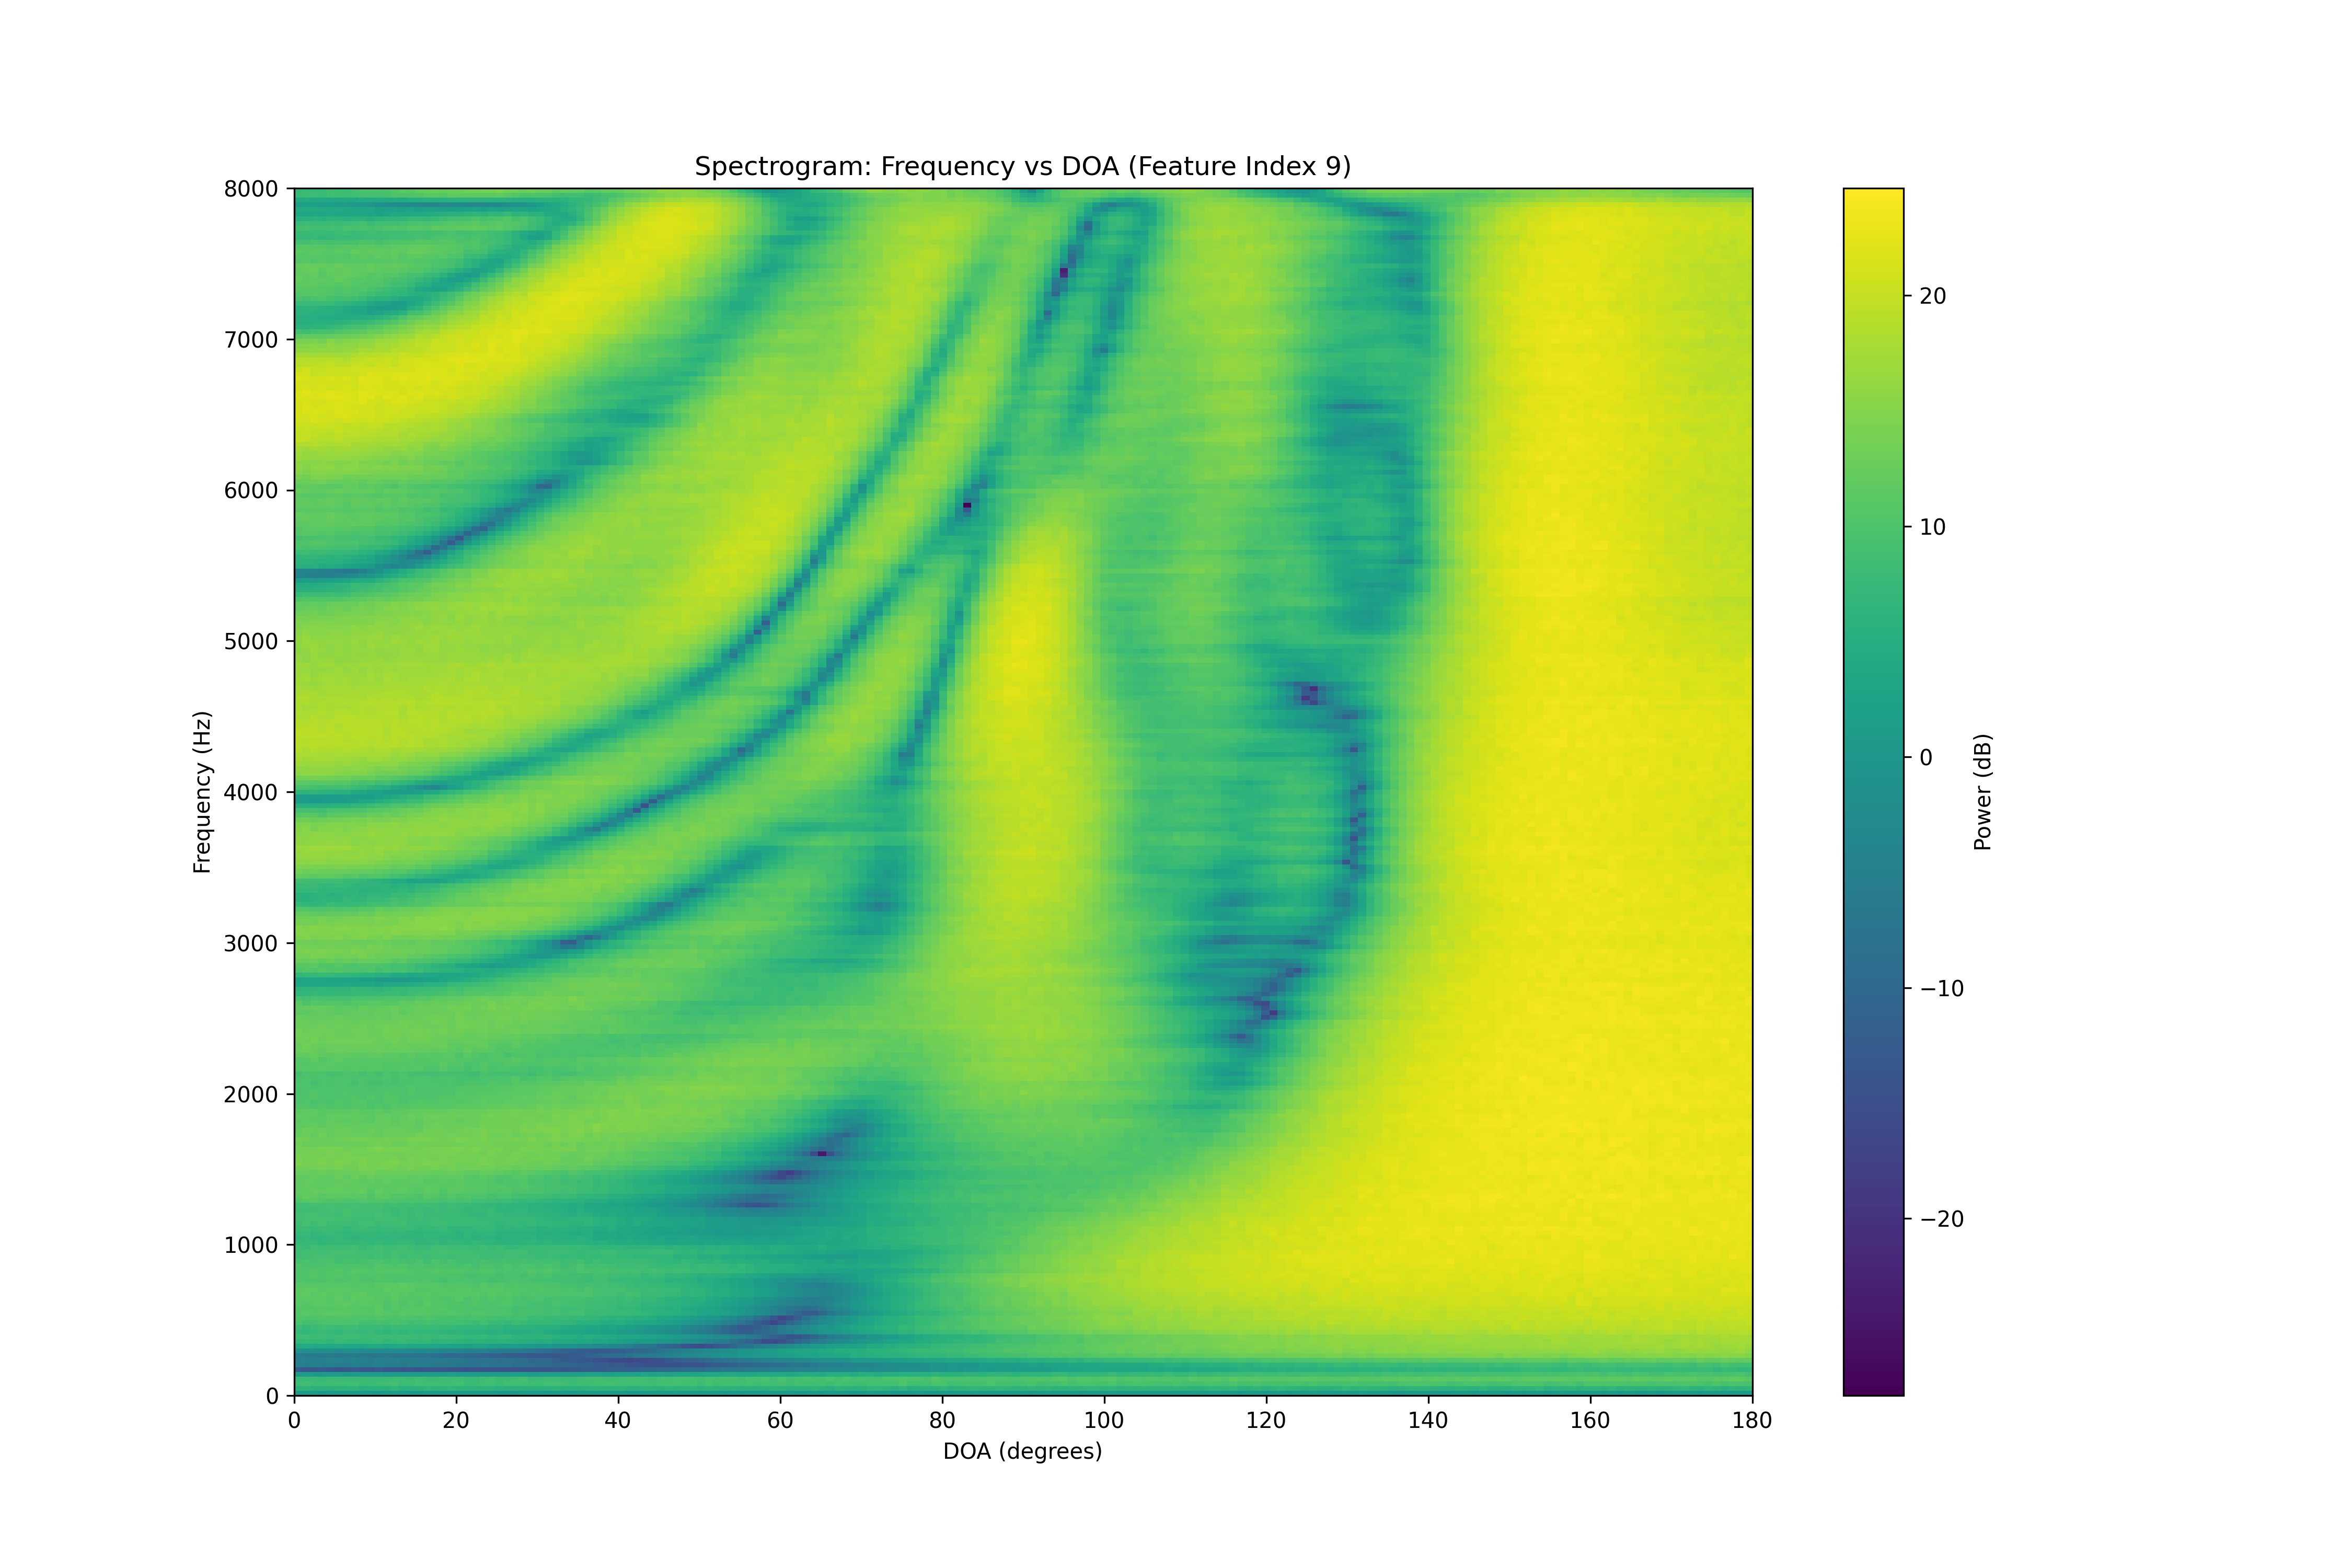 Spectrogram: Frequency vs DOA (Feature Index 9)
8000
7000
6000
5000
4000
3000
2000
1000
0
Frequency (Hz)
0 20 40 60 80 100 120 140 160 180
DOA (degrees)
20
10
0
−10
−20
Power (dB)